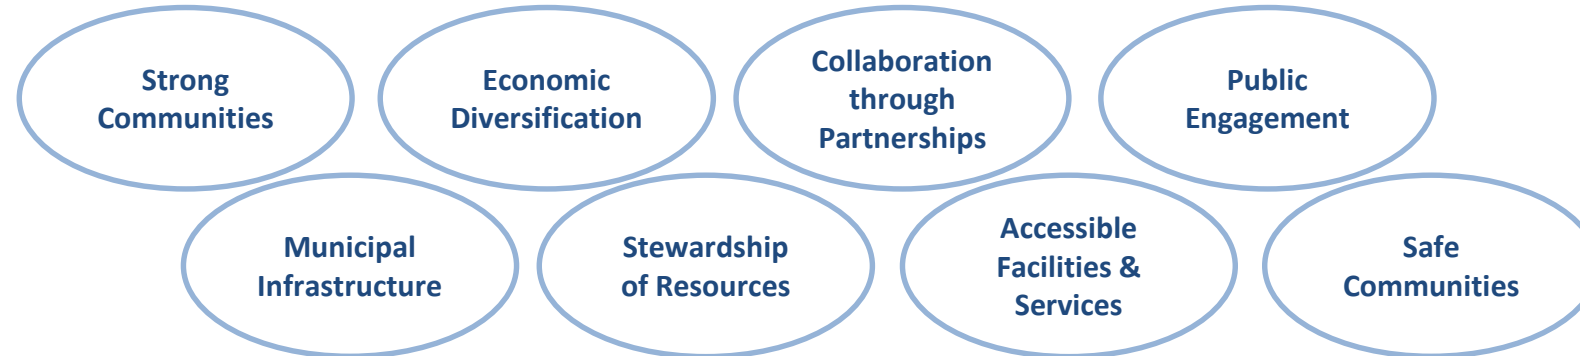 Strong
Communities
Economic
Diversification
Collaboration
through
Partnerships
Public
Engagement
Municipal
Infrastructure
Stewardship
of Resources
Accessible
Facilities &
Services
Safe
Communities